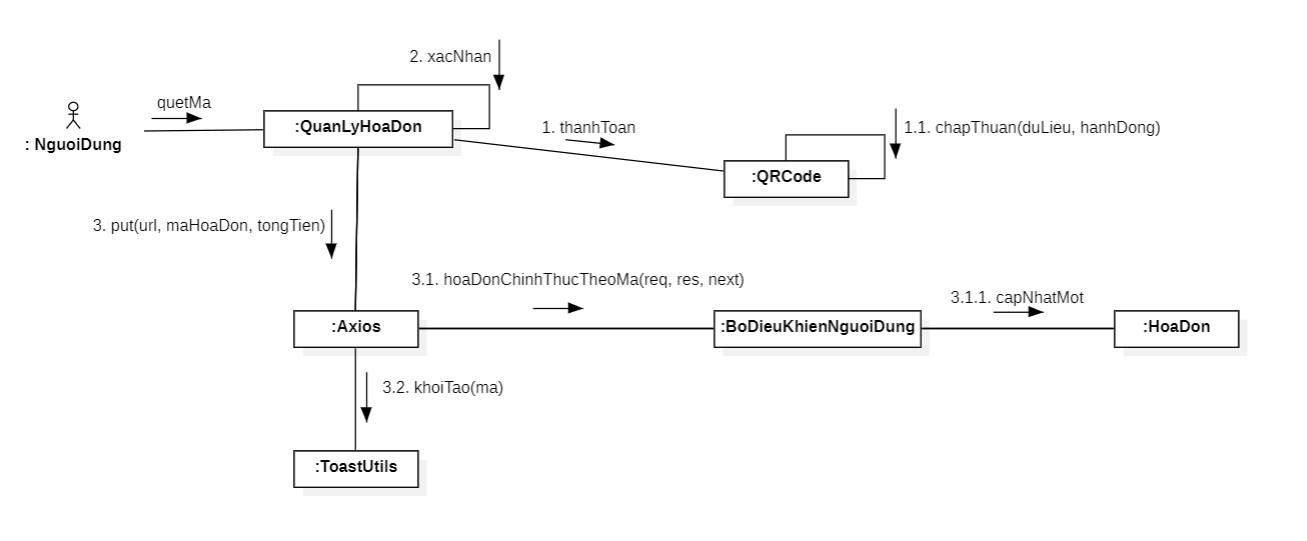 2. xacNhan
quetMa
:QuanLyHoaDon
1. thanhToan
1.1. chapThuan(duLieu, hanhDong)
: NguoiDung
:QRCode
3. put(url, maHoaDon, tongTien)
3.1. hoaDonChinhThucTheoMa(req, res, next)
3.1.1. capNhatMot
:Axios
:BoDieuKhienNguoiDung
:HoaDon
3.2. khoiTao(ma)
:ToastUtils